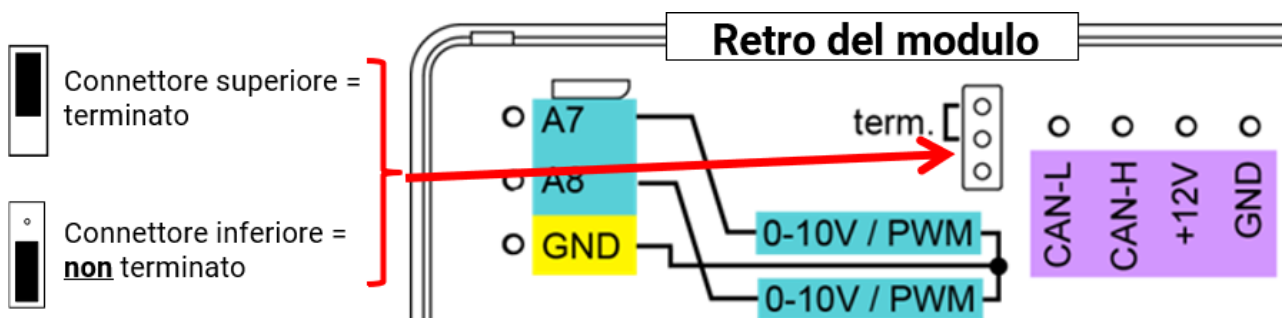 Retro del modulo
Connettore superiore =
terminato
Connettore inferiore =
non terminato
A7
A8
GND
term.
0-10V / PWM
0-10V / PWM
CAN-L
CAN-H
+12V
GND